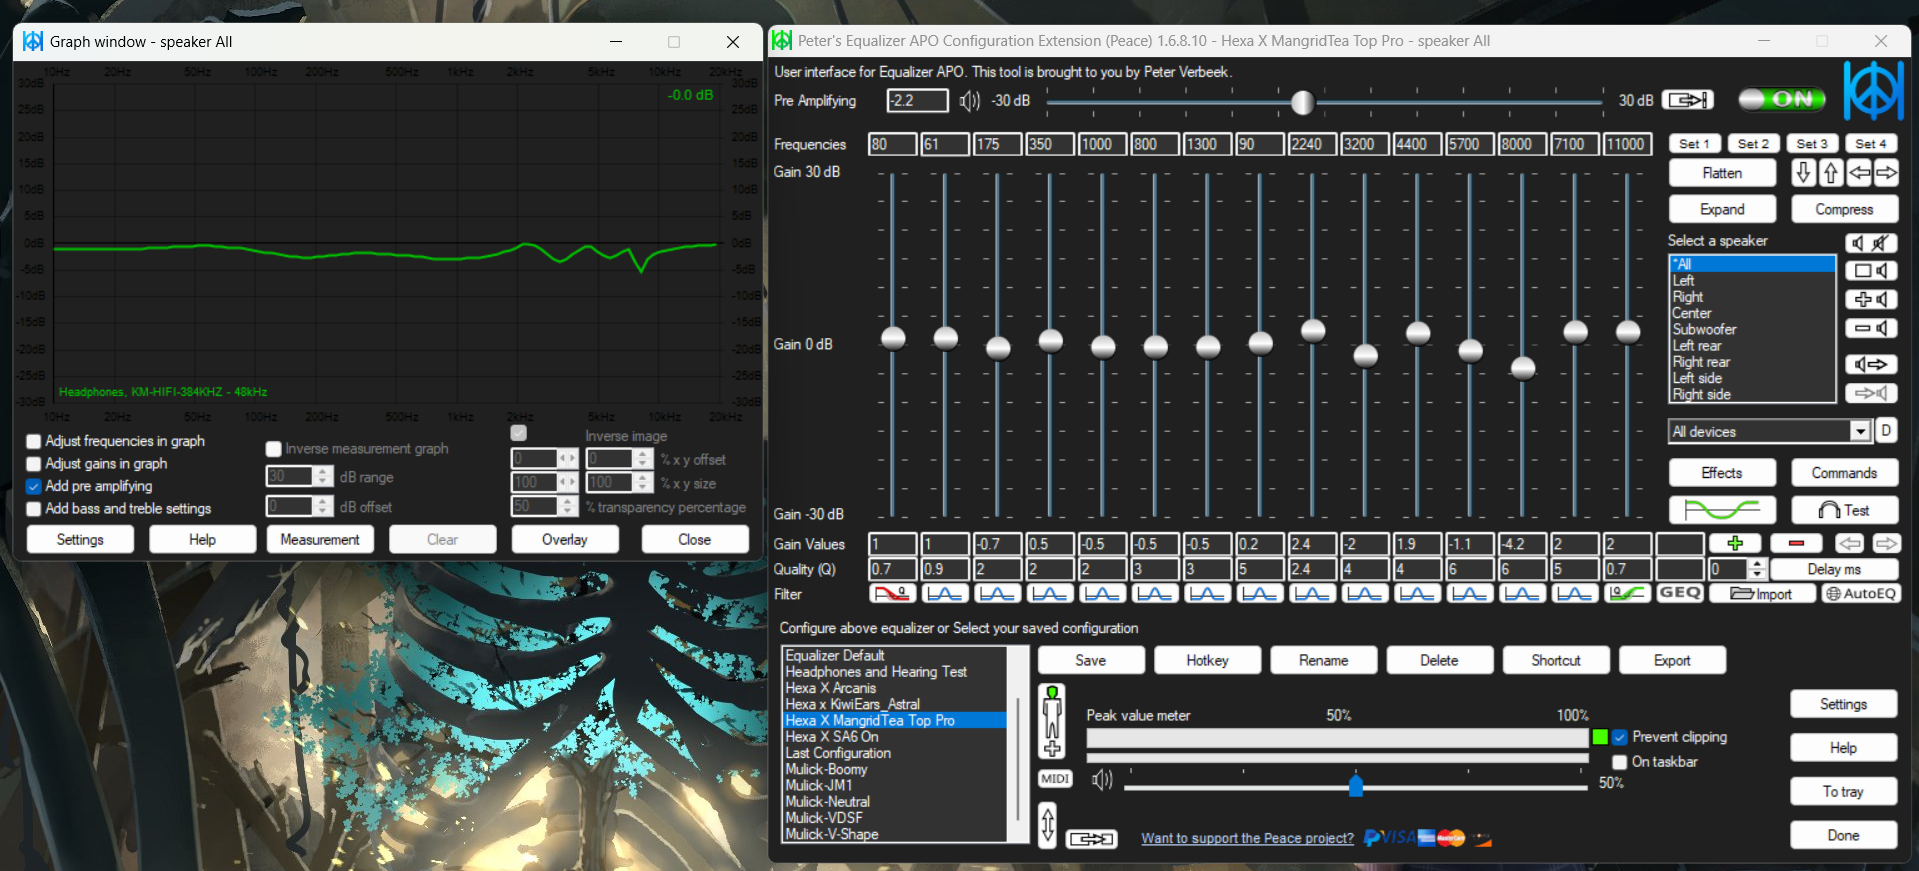 Graph window - speaker All
10Hz 20Hz 50Hz 100Hz 200Hz 500Hz 1kHz 2kHz 5kHz 10kHz 20kHz
30dB 30dB
-0.0 dB
25dB 25dB
20dB 20dB
15dB 15dB
10dB 10dB
5dB 5dB
0dB 0dB
-5dB -5dB
-10dB -10dB
-15dB -15dB
-20dB -20dB
-25dB -25dB
Headphones, KM-HIFI-384KHZ - 48kHz
-30dB -30dB
10Hz 20Hz 50Hz 100Hz 200Hz 500Hz 1kHz 2kHz 5kHz 10kHz 20kHz
Adjust frequencies in graph
Adjust gains in graph
Add pre amplifying
Add bass and treble settings
Inverse measurement graph
30 dB range
0 dB offset
Inverse image
0 0 % x y offset
100 100 % x y size
50 % transparency percentage
Settings Help Measurement Clear Overlay Close
Peter's Equalizer APO Configuration Extension (Peace) 1.6.8.10 - Hexa X MangridTea Top Pro - speaker All
User interface for Equalizer APO. This tool is brought to you by Peter Verbeek.
Pre Amplifying -2.2 -30 dB 30 dB ON
Frequencies 80 61 175 350 1000 800 1300 90 2240 3200 4400 5700 8000 7100 11000
Set 1 Set 2 Set 3 Set 4
Gain 30 dB
Flatten
Expand Compress
Select a speaker
*All
Left
Right
Center
Subwoofer
Left rear
Right rear
Left side
Right side
Gain 0 dB
All devices D
Effects Commands
Test
Gain -30 dB
Gain Values 1 1 -0.7 0.5 -0.5 -0.5 -0.5 0.2 2.4 -2 1.9 -1.1 -4.2 2 2
Quality (Q) 0.7 0.9 2 2 2 3 3 5 2.4 4 4 6 6 5 0.7 0 Delay ms
Filter Q Q GEQ Import AutoEQ
Configure above equalizer or Select your saved configuration
Equalizer Default
Headphones and Hearing Test
Hexa X Arcanis
Hexa x KiwiEars_Astral
Hexa X MangridTea Top Pro
Hexa X SA6 On
Last Configuration
Mulick-Boomy
Mulick-JM1
Mulick-Neutral
Mulick-VDSF
Mulick-V-Shape
Save Hotkey Rename Delete Shortcut Export
Peak value meter 50% 100%
Prevent clipping
On taskbar
MIDI
50%
Want to support the Peace project? P VISA MasterCard
Settings
Help
To tray
Done